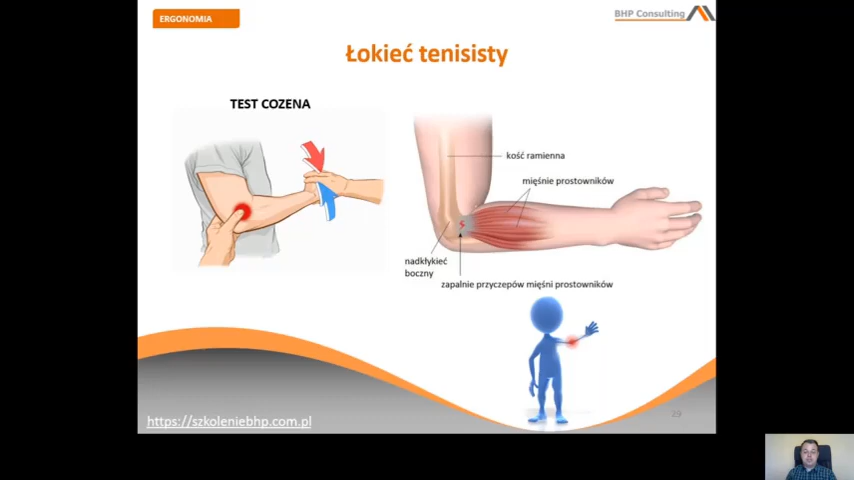 ERGONOMIA
BHP Consulting
Łokieć tenisisty
TEST COZENA
kość ramienna
mięśnie prostowników
nadkłykieć
boczny
zapalnie przyczepów mięśni prostowników
https://szkoleniebhp.com.pl
29